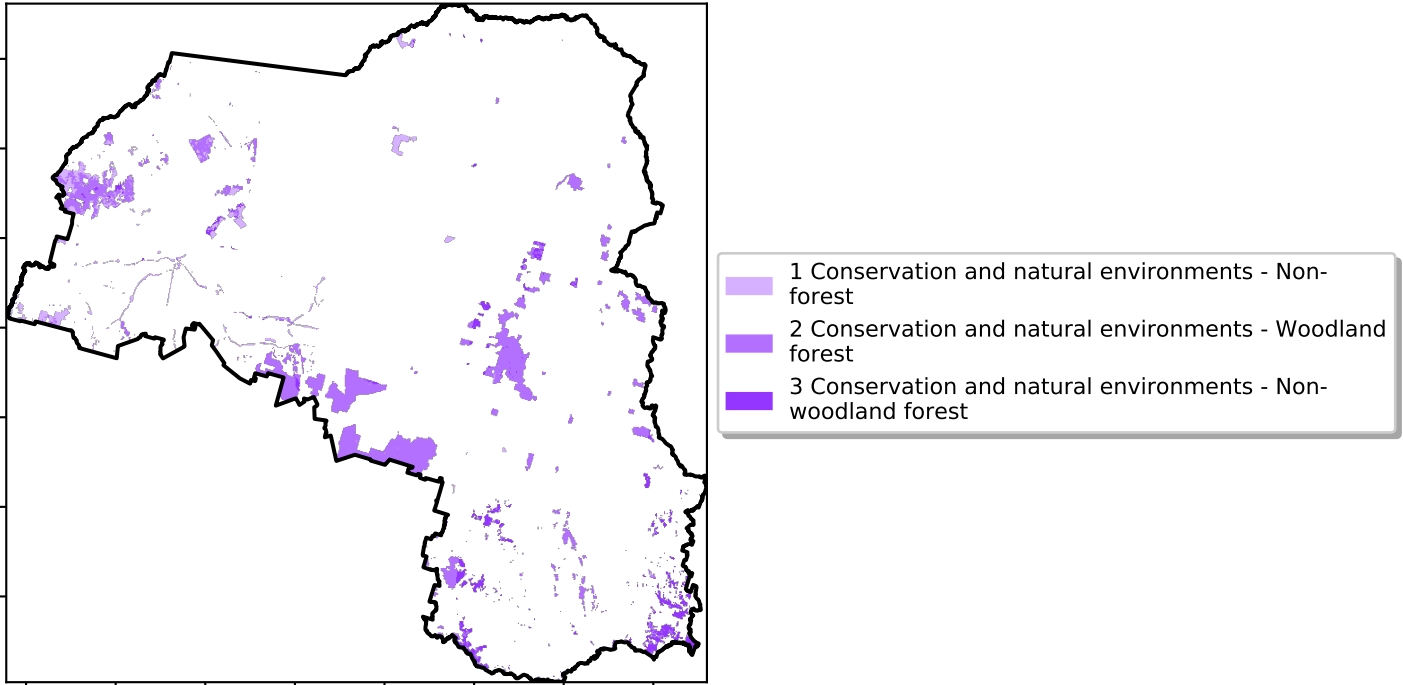 1 Conservation and natural environments - Non-
forest
2 Conservation and natural environments - Woodland
forest
3 Conservation and natural environments - Non-
woodland forest